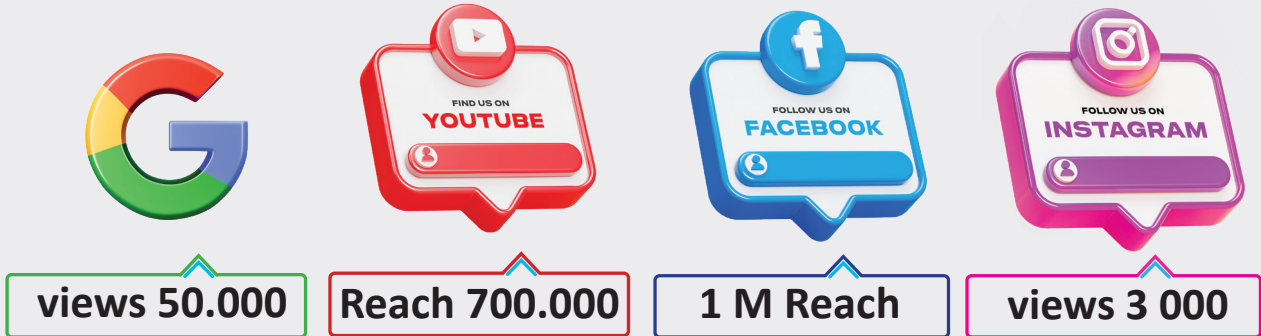 FIND US ON
YOUTUBE
FOLLOW US ON
FACEBOOK
FOLLOW US ON
INSTAGRAM
views 50.000
Reach 700.000
1 M Reach
views 3 000